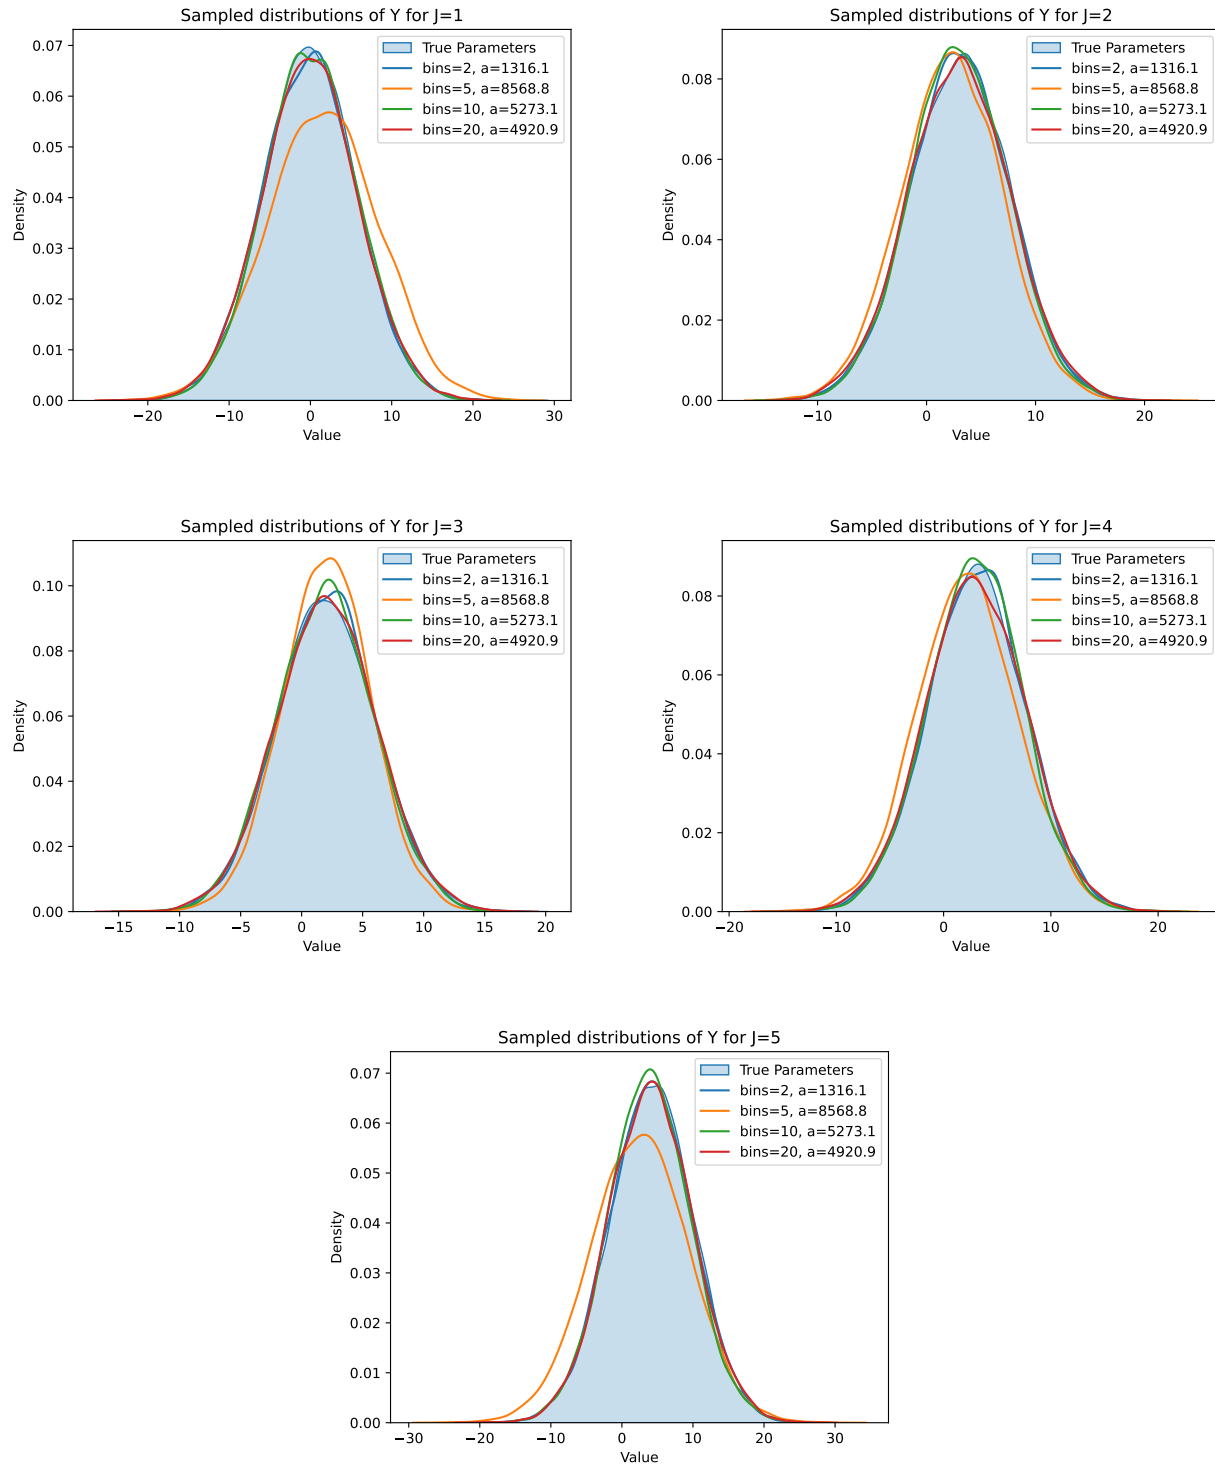 Sampled distributions of Y for J=1
0.07
0.06
0.05
0.04
0.03
0.02
0.01
0.00
Density
True Parameters
bins=2, a=1316.1
bins=5, a=8568.8
bins=10, a=5273.1
bins=20, a=4920.9
−20 −10 0 10 20 30
Value
Sampled distributions of Y for J=2
0.08
0.06
0.04
0.02
0.00
Density
True Parameters
bins=2, a=1316.1
bins=5, a=8568.8
bins=10, a=5273.1
bins=20, a=4920.9
−10 0 10 20
Value
Sampled distributions of Y for J=3
0.10
0.08
0.06
0.04
0.02
0.00
Density
True Parameters
bins=2, a=1316.1
bins=5, a=8568.8
bins=10, a=5273.1
bins=20, a=4920.9
−15 −10 −5 0 5 10 15 20
Value
Sampled distributions of Y for J=4
0.08
0.06
0.04
0.02
0.00
Density
True Parameters
bins=2, a=1316.1
bins=5, a=8568.8
bins=10, a=5273.1
bins=20, a=4920.9
−20 −10 0 10 20
Value
Sampled distributions of Y for J=5
0.07
0.06
0.05
0.04
0.03
0.02
0.01
0.00
Density
True Parameters
bins=2, a=1316.1
bins=5, a=8568.8
bins=10, a=5273.1
bins=20, a=4920.9
−30 −20 −10 0 10 20 30
Value